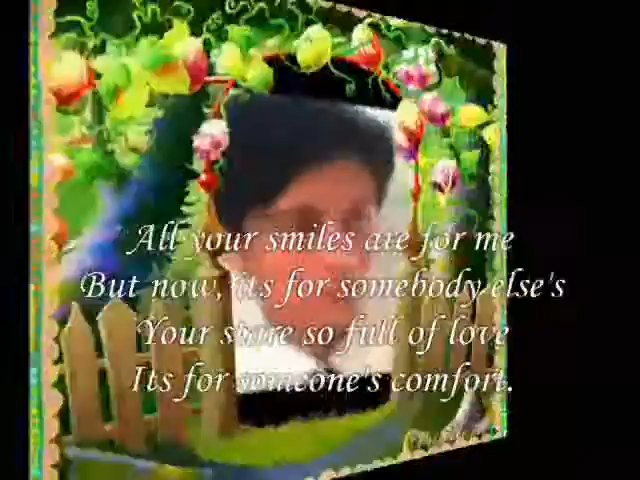 All your smiles are for me
But now, its for somebody else's
Your stare so full of love
Its for someone's comfort.